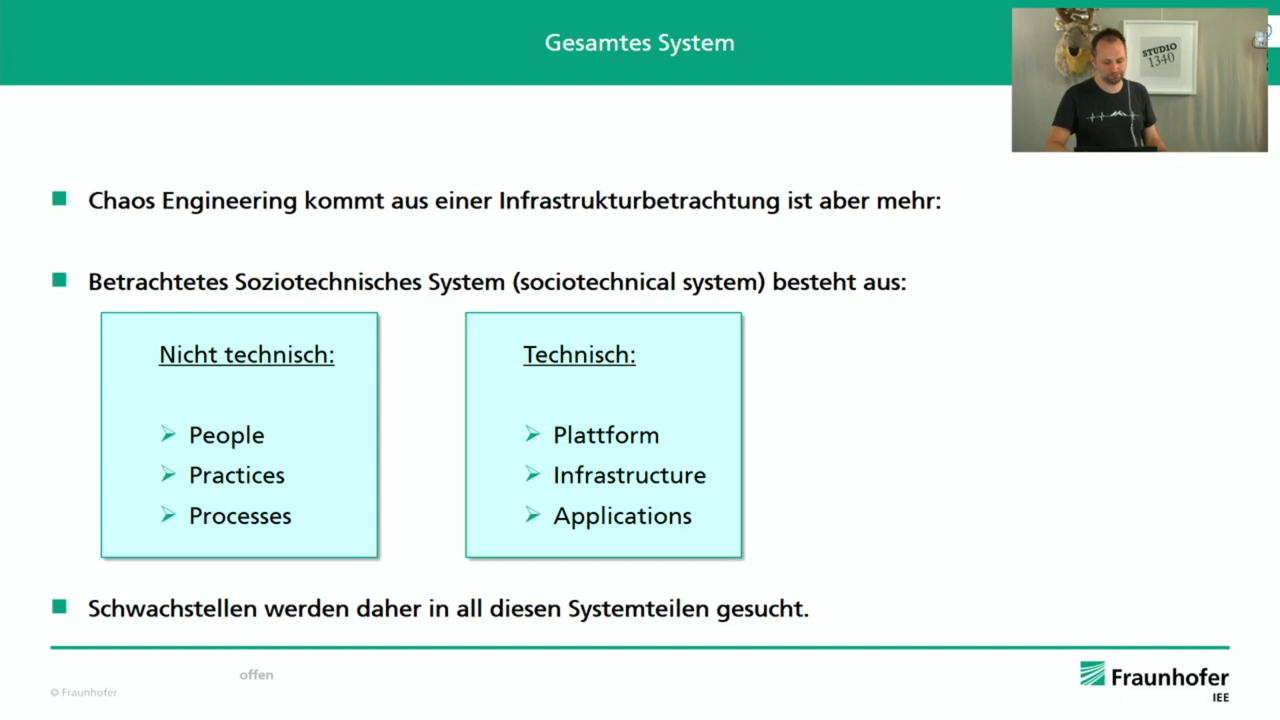 Gesamtes System
STUDIO
1340
Chaos Engineering kommt aus einer Infrastrukturbetrachtung ist aber mehr:
Betrachtetes Soziotechnisches System (sociotechnical system) besteht aus:
Nicht technisch:
People
Practices
Processes
Technisch:
Plattform
Infrastructure
Applications
Schwachstellen werden daher in all diesen Systemteilen gesucht.
offen
© Fraunhofer
Fraunhofer
IEE